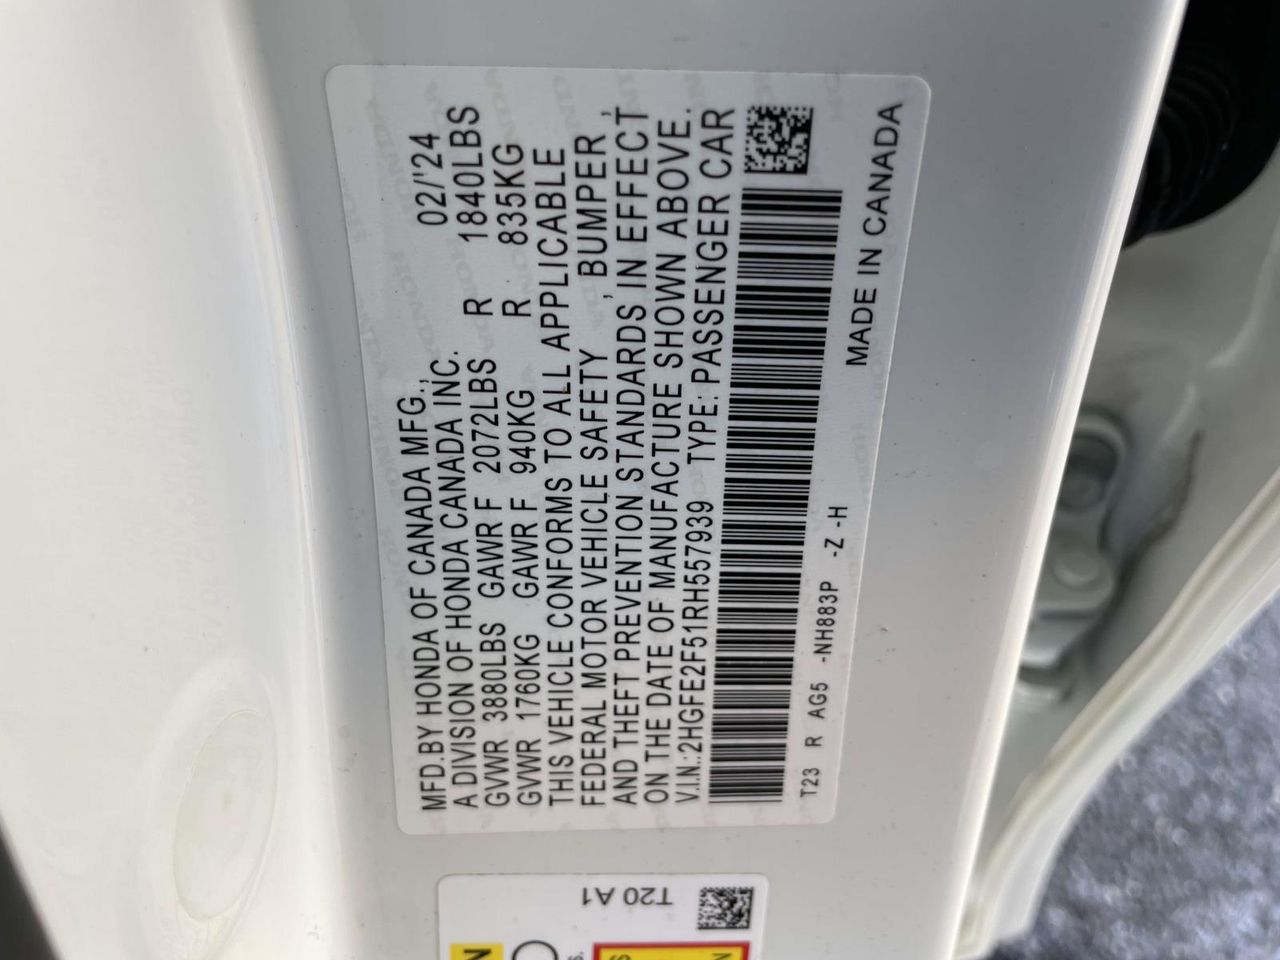 MFD.BY HONDA OF CANADA MFG., 02/'24
A DIVISION OF HONDA CANADA INC.
GVWR 3880LBS GAWR F 2072LBS R 1840LBS
GVWR 1760KG GAWR F 940KG R 835KG
THIS VEHICLE CONFORMS TO ALL APPLICABLE
FEDERAL MOTOR VEHICLE SAFETY , BUMPER ,
AND THEFT PREVENTION STANDARDS IN EFFECT
ON THE DATE OF MANUFACTURE SHOWN ABOVE.
V.I.N.:2HGFE2F51RH557939 TYPE: PASSENGER CAR
T23 R AG5 -NH883P -Z -H
MADE IN CANADA
T20 A1